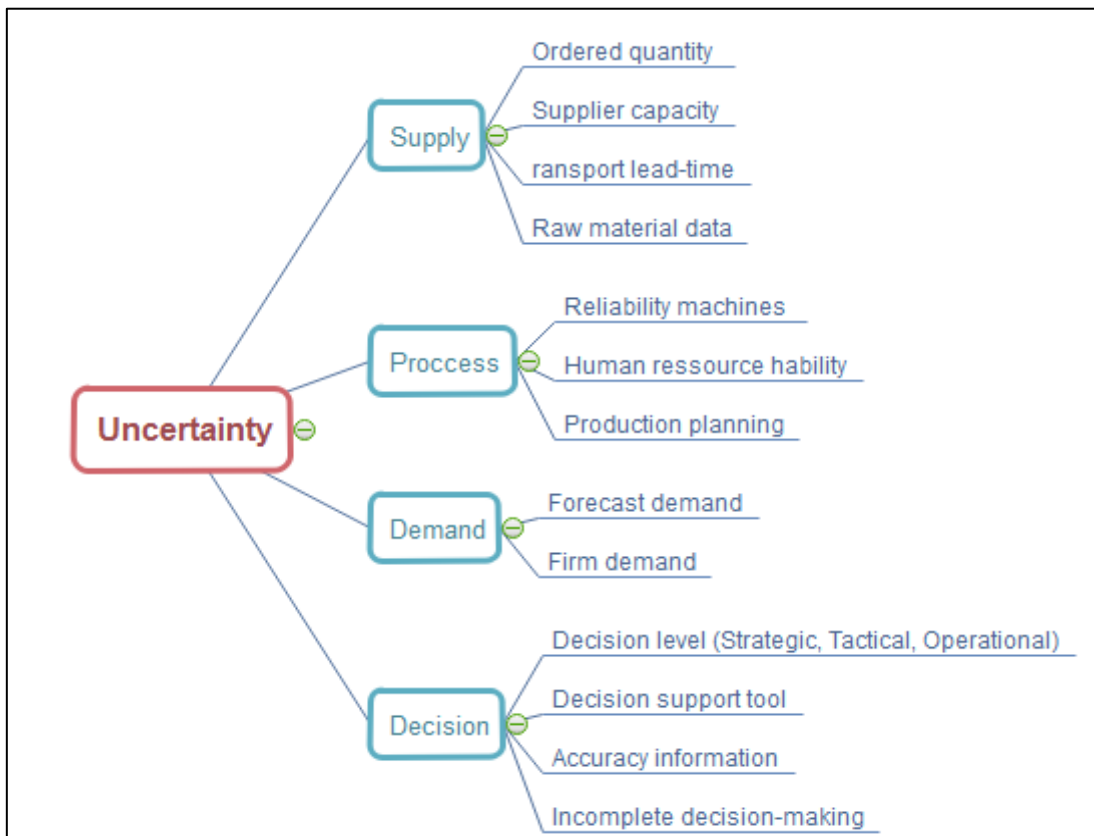 Uncertainty
Supply
Ordered quantity
Supplier capacity
ransport lead-time
Raw material data
Proccess
Reliability machines
Human ressource hability
Production planning
Demand
Forecast demand
Firm demand
Decision
Decision level (Strategic, Tactical, Operational)
Decision support tool
Accuracy information
Incomplete decision-making